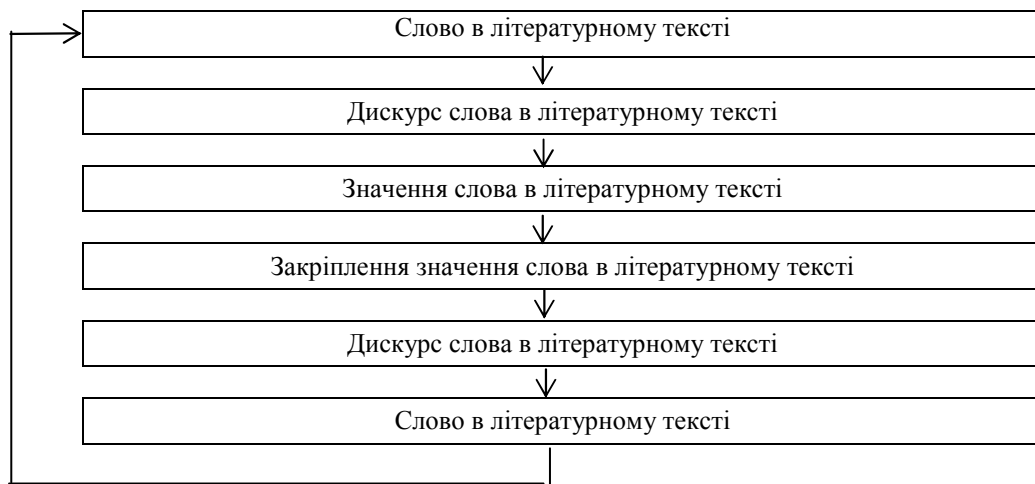 Слово в літературному тексті
Дискурс слова в літературному тексті
Значення слова в літературному тексті
Закріплення значення слова в літературному тексті
Дискурс слова в літературному тексті
Слово в літературному тексті